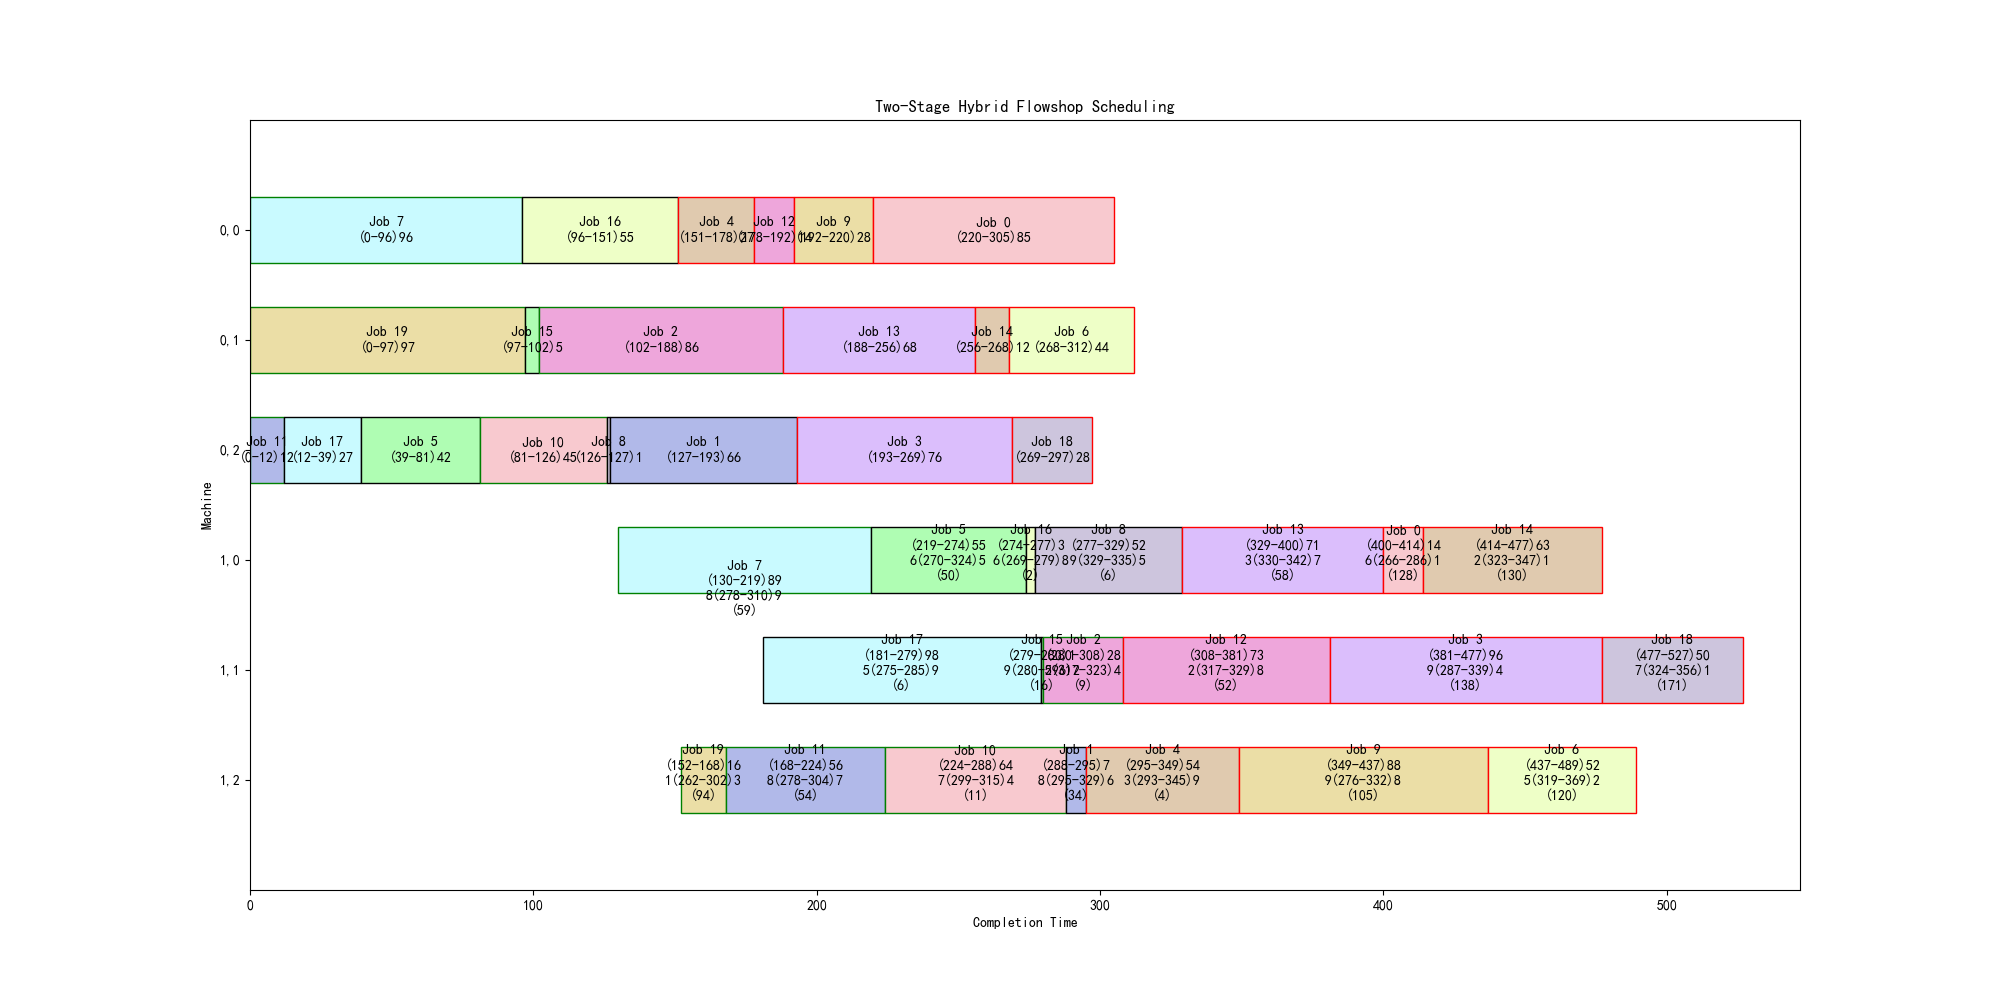 Two-Stage Hybrid Flowshop Scheduling
0,0
Job 7
(0-96)96
Job 16
(96-151)55
Job 4
(151-178)27
Job 12
(178-192)14
Job 9
(192-220)28
Job 0
(220-305)85
0,1
Job 19
(0-97)97
Job 15
(97-102)5
Job 2
(102-188)86
Job 13
(188-256)68
Job 14
(256-268)12
Job 6
(268-312)44
0,2
Job 11
(0-12)12
Job 17
(12-39)27
Job 5
(39-81)42
Job 10
(81-126)45
Job 8
(126-127)1
Job 1
(127-193)66
Job 3
(193-269)76
Job 18
(269-297)28
Machine
1,0
Job 7
(130-219)89
8(278-310)9
(59)
Job 5
(219-274)55
6(270-324)5
(50)
Job 16
(274-277)3
6(269-279)8
(2)
Job 8
(277-329)52
9(329-335)5
(6)
Job 13
(329-400)71
3(330-342)7
(58)
Job 0
(400-414)14
6(266-286)1
(128)
Job 14
(414-477)63
2(323-347)1
(130)
1,1
Job 17
(181-279)98
5(275-285)9
(6)
Job 15
(279-280)1
(16)
Job 2
(280-308)28
(9)
Job 12
(308-381)73
2(317-329)8
(52)
Job 3
(381-477)96
9(287-339)4
(138)
Job 18
(477-527)50
7(324-356)1
(171)
1,2
Job 19
(152-168)16
1(262-302)3
(94)
Job 11
(168-224)56
8(278-304)7
(54)
Job 10
(224-288)64
7(299-315)4
(11)
Job 1
(288-295)7
8(295-329)6
(34)
Job 4
(295-349)54
3(293-345)9
(4)
Job 9
(349-437)88
9(276-332)8
(105)
Job 6
(437-489)52
5(319-369)2
(120)
0
100
200
300
400
500
Completion Time